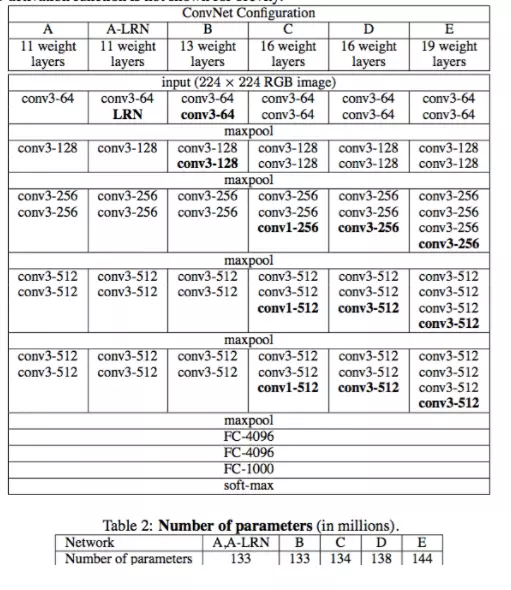 ConvNet Configuration
A A-LRN B C D E
11 weight layers 11 weight layers 13 weight layers 16 weight layers 16 weight layers 19 weight layers
input (224 × 224 RGB image)
conv3-64 conv3-64 conv3-64 conv3-64 conv3-64 conv3-64
LRN conv3-64 conv3-64 conv3-64 conv3-64
maxpool
conv3-128 conv3-128 conv3-128 conv3-128 conv3-128 conv3-128
conv3-128 conv3-128 conv3-128 conv3-128
maxpool
conv3-256 conv3-256 conv3-256 conv3-256 conv3-256 conv3-256
conv3-256 conv3-256 conv3-256 conv3-256 conv3-256 conv3-256
conv1-256 conv3-256 conv3-256
conv3-256
maxpool
conv3-512 conv3-512 conv3-512 conv3-512 conv3-512 conv3-512
conv3-512 conv3-512 conv3-512 conv3-512 conv3-512 conv3-512
conv1-512 conv3-512 conv3-512
conv3-512
maxpool
conv3-512 conv3-512 conv3-512 conv3-512 conv3-512 conv3-512
conv3-512 conv3-512 conv3-512 conv3-512 conv3-512 conv3-512
conv1-512 conv3-512 conv3-512
conv3-512
maxpool
FC-4096
FC-4096
FC-1000
soft-max
Table 2: Number of parameters (in millions).
Network A,A-LRN B C D E
Number of parameters 133 133 134 138 144